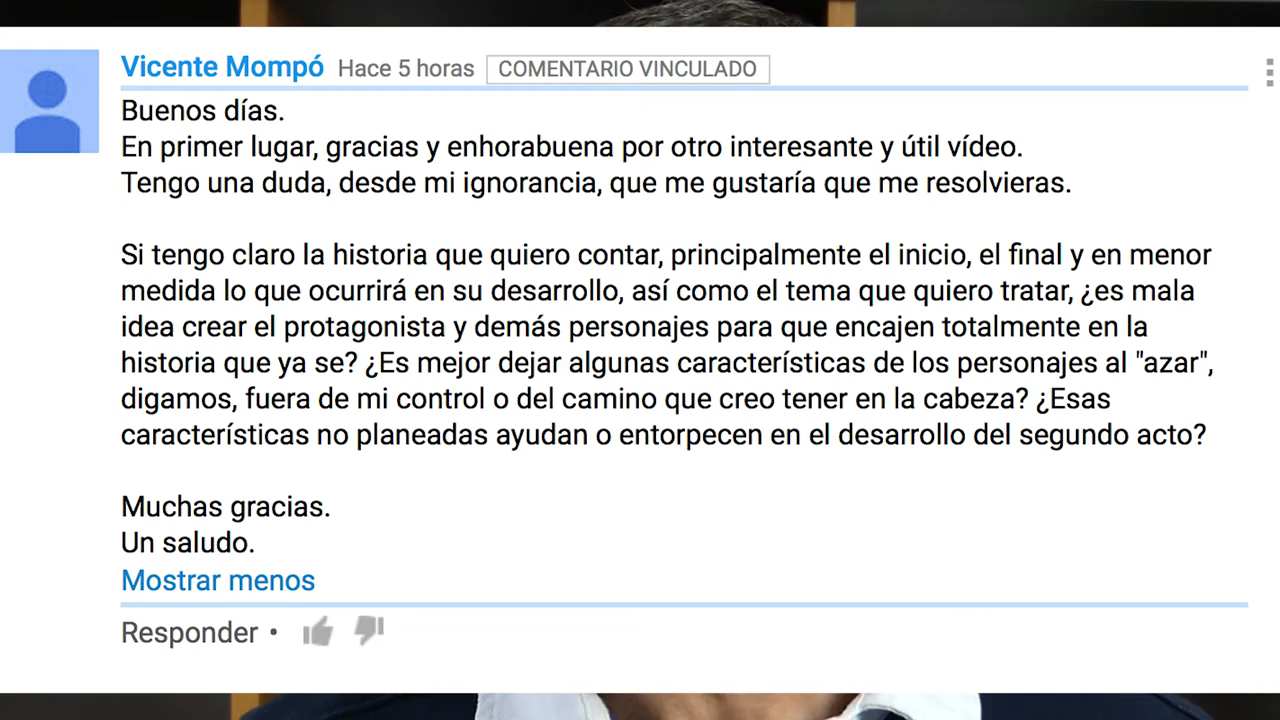 Vicente Mompó Hace 5 horas COMENTARIO VINCULADO
Buenos días.
En primer lugar, gracias y enhorabuena por otro interesante y útil vídeo.
Tengo una duda, desde mi ignorancia, que me gustaría que me resolvieras.
Si tengo claro la historia que quiero contar, principalmente el inicio, el final y en menor
medida lo que ocurrirá en su desarrollo, así como el tema que quiero tratar, ¿es mala
idea crear el protagonista y demás personajes para que encajen totalmente en la
historia que ya se? ¿Es mejor dejar algunas características de los personajes al "azar",
digamos, fuera de mi control o del camino que creo tener en la cabeza? ¿Esas
características no planeadas ayudan o entorpecen en el desarrollo del segundo acto?
Muchas gracias.
Un saludo.
Mostrar menos
Responder •